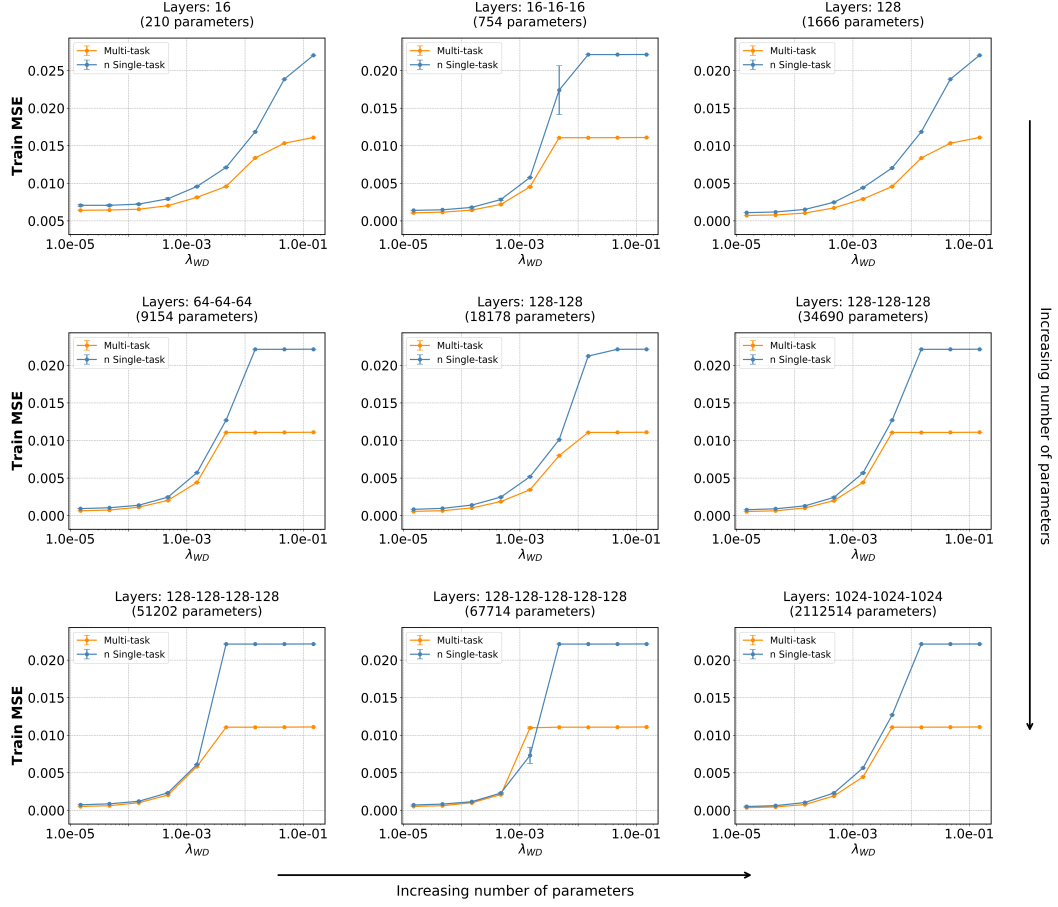 Layers: 16
(210 parameters)
Train MSE
0.025
0.020
0.015
0.010
0.005
Multi-task
n Single-task
1.0e-05
1.0e-03
1.0e-01
λWD
Layers: 16-16-16
(754 parameters)
0.020
0.015
0.010
0.005
0.000
Multi-task
n Single-task
1.0e-05
1.0e-03
1.0e-01
λWD
Layers: 128
(1666 parameters)
0.020
0.015
0.010
0.005
0.000
Multi-task
n Single-task
1.0e-05
1.0e-03
1.0e-01
λWD
Layers: 64-64-64
(9154 parameters)
Train MSE
0.020
0.015
0.010
0.005
0.000
Multi-task
n Single-task
1.0e-05
1.0e-03
1.0e-01
λWD
Layers: 128-128
(18178 parameters)
0.020
0.015
0.010
0.005
0.000
Multi-task
n Single-task
1.0e-05
1.0e-03
1.0e-01
λWD
Layers: 128-128-128
(34690 parameters)
0.020
0.015
0.010
0.005
0.000
Multi-task
n Single-task
1.0e-05
1.0e-03
1.0e-01
λWD
Layers: 128-128-128-128
(51202 parameters)
Train MSE
0.020
0.015
0.010
0.005
0.000
Multi-task
n Single-task
1.0e-05
1.0e-03
1.0e-01
λWD
Layers: 128-128-128-128-128
(67714 parameters)
0.020
0.015
0.010
0.005
0.000
Multi-task
n Single-task
1.0e-05
1.0e-03
1.0e-01
λWD
Layers: 1024-1024-1024
(2112514 parameters)
0.020
0.015
0.010
0.005
0.000
Multi-task
n Single-task
1.0e-05
1.0e-03
1.0e-01
λWD
Increasing number of parameters
Increasing number of parameters